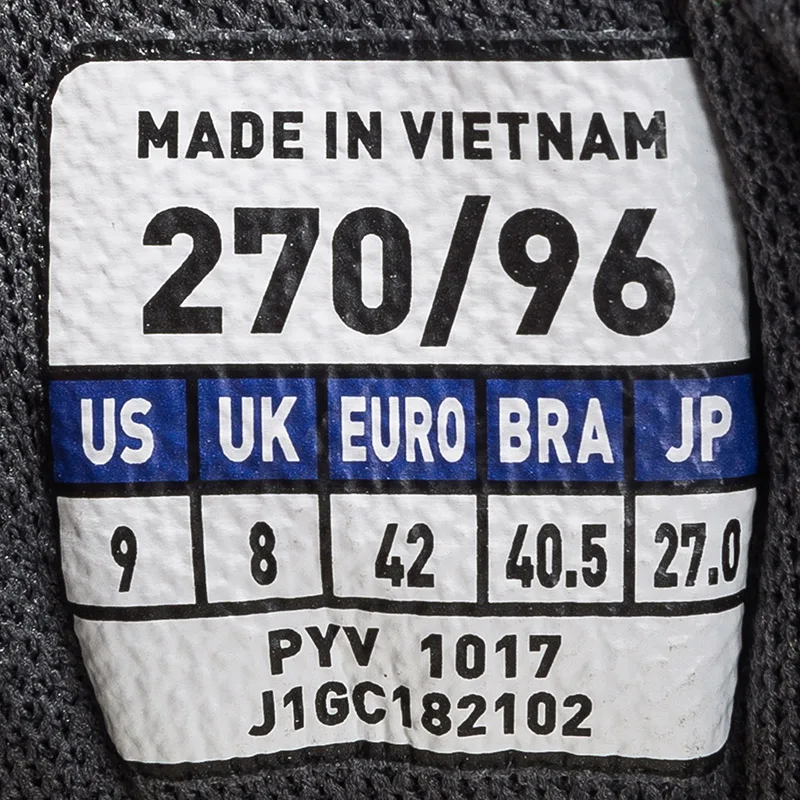 MADE IN VIETNAM
270/96
US UK EURO BRA JP
9 8 42 40.5 27.0
PYV 1017
J1GC182102